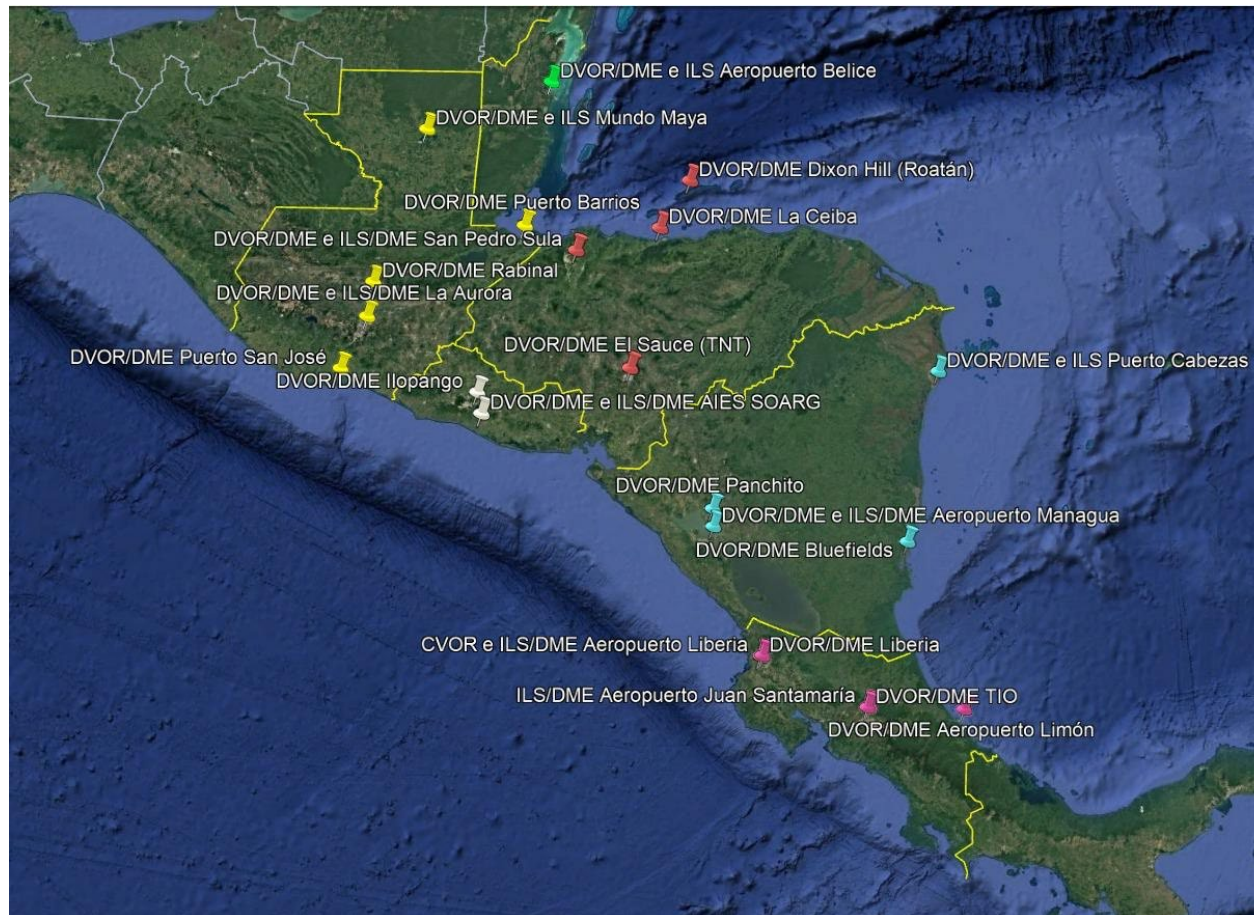 DVOR/DME e ILS Aeropuerto Belice
DVOR/DME e ILS Mundo Maya
DVOR/DME Dixon Hill (Roatán)
DVOR/DME Puerto Barrios
DVOR/DME La Ceiba
DVOR/DME e ILS/DME San Pedro Sula
DVOR/DME Rabinal
DVOR/DME e ILS/DME La Aurora
DVOR/DME El Sauce (TNT)
DVOR/DME Puerto San José
DVOR/DME e ILS Puerto Cabezas
DVOR/DME Ilopango
DVOR/DME e ILS/DME AIES SOARG
DVOR/DME Panchito
DVOR/DME e ILS/DME Aeropuerto Managua
DVOR/DME Bluefields
CVOR e ILS/DME Aeropuerto Liberia
DVOR/DME Liberia
ILS/DME Aeropuerto Juan Santamaría
DVOR/DME TIO
DVOR/DME Aeropuerto Limón